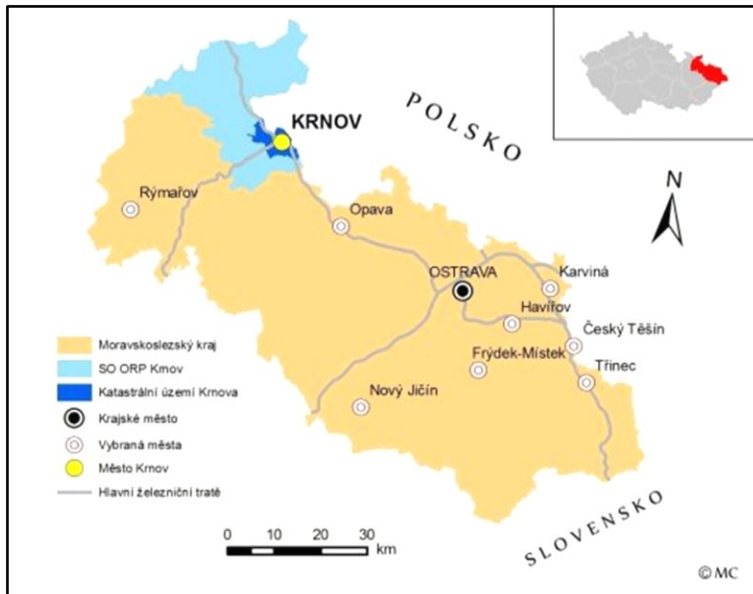 POLSKO
KRNOV
N
Rýmařov
Opava
OSTRAVA
Karviná
Havířov
Český Těšín
Frýdek-Místek
Třinec
Nový Jičín
Moravskoslezský kraj
SO ORP Krnov
Katastrální území Krnova
Krajské město
Vybraná města
Město Krnov
Hlavní železniční tratě
SLOVENSKO
0 10 20 30
km
© MC